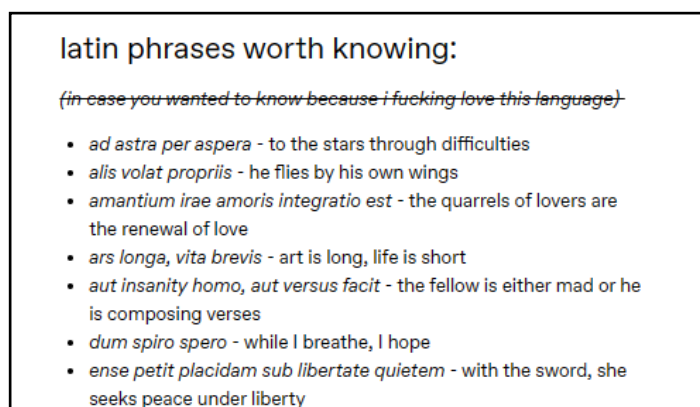 latin phrases worth knowing:
(in case you wanted to know because i fucking love this language)
• ad astra per aspera - to the stars through difficulties
• alis volat propriis - he flies by his own wings
• amantium irae amoris integratio est - the quarrels of lovers are
the renewal of love
• ars longa, vita brevis - art is long, life is short
• aut insanity homo, aut versus facit - the fellow is either mad or he
is composing verses
• dum spiro spero - while I breathe, I hope
• ense petit placidam sub libertate quietem - with the sword, she
seeks peace under liberty